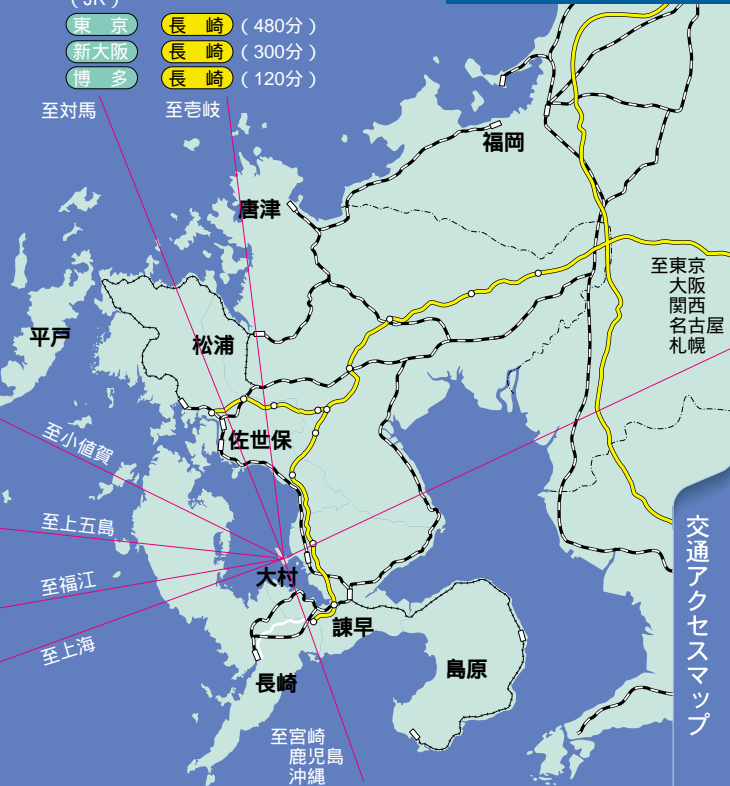 （JR）
東　京　長　崎（480分）
新大阪　長　崎（300分）
博　多　長　崎（120分）
至対馬
至壱岐
福岡
唐津
至東京
大阪
関西
名古屋
札幌
平戸
松浦
佐世保
至小値賀
至上五島
大村
至福江
諫早
至上海
島原
長崎
至宮崎
鹿児島
沖縄
交通アクセスマップ